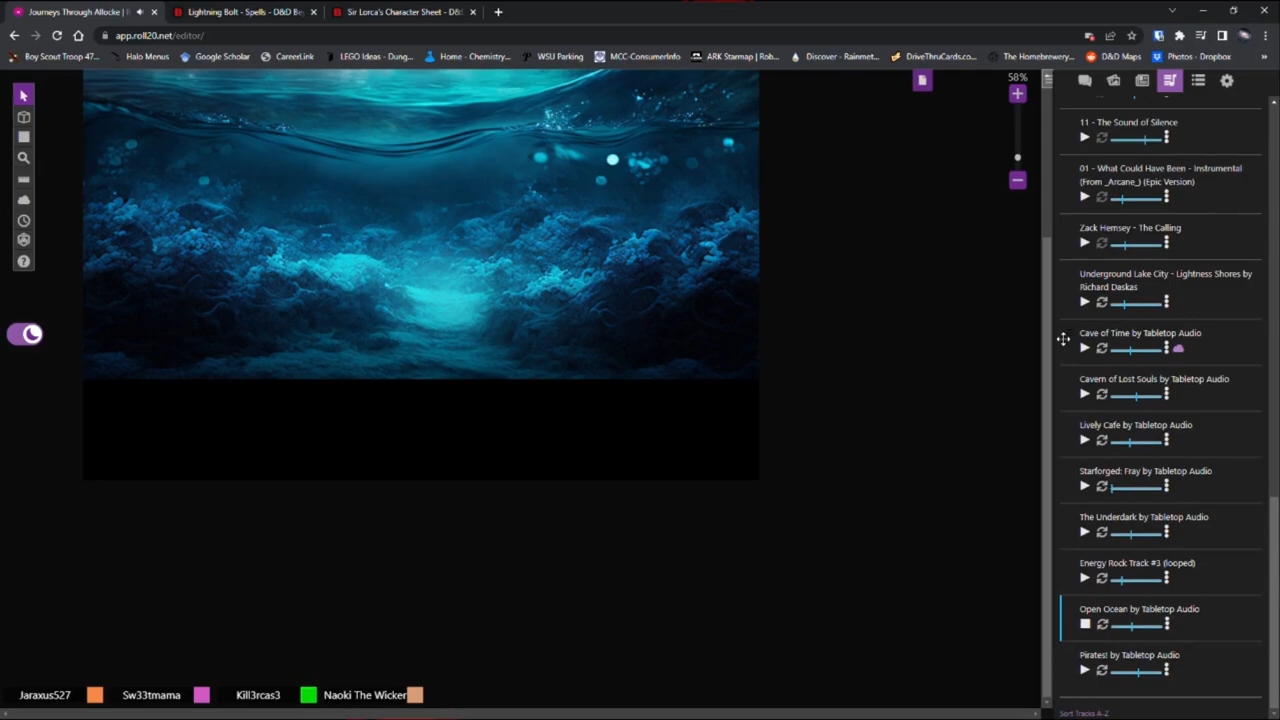 Journeys Through Allocke |
Lightning Bolt - Spells - D&D Be
Sir Lorca's Character Sheet - D&
app.roll20.net/editor/
Boy Scout Troop 47...
Halo Menus
Google Scholar
CareerLink
LEGO Ideas - Dung...
Home - Chemistry...
WSU Parking
MCC-ConsumerInfo
ARK Starmap | Rob...
Discover - Rainmet...
DriveThruCards.co...
The Homebrewery...
D&D Maps
Photos - Dropbox
»
58%
11 - The Sound of Silence
01 - What Could Have Been - Instrumental
(From _Arcane_) (Epic Version)
Zack Hemsey - The Calling
Underground Lake City - Lightness Shores by
Richard Daskas
Cave of Time by Tabletop Audio
Cavern of Lost Souls by Tabletop Audio
Lively Cafe by Tabletop Audio
Starforged: Fray by Tabletop Audio
The Underdark by Tabletop Audio
Energy Rock Track #3 (looped)
Open Ocean by Tabletop Audio
Pirates! by Tabletop Audio
Sort Tracks A-Z
Jaraxus527
Sw33tmama
Kill3rcas3
Naoki The Wicker